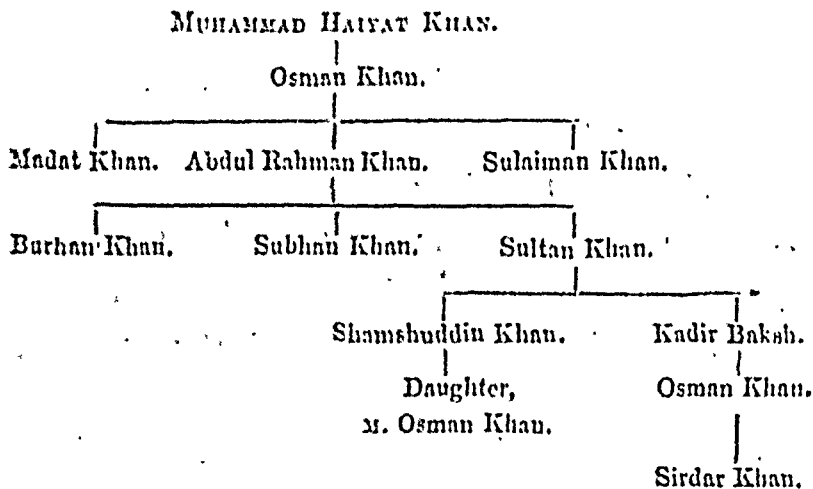 MUHAMMAD HAIYAT KHAN.
Osman Khan.
Madat Khan. Abdul Rahman Khan. Sulaiman Khan.
Burhan Khan. Subhan Khan. Sultan Khan.
Shamshuddin Khan. Kadir Baksh.
Daughter, Osman Khan.
M. Osman Khan.
Sirdar Khan.